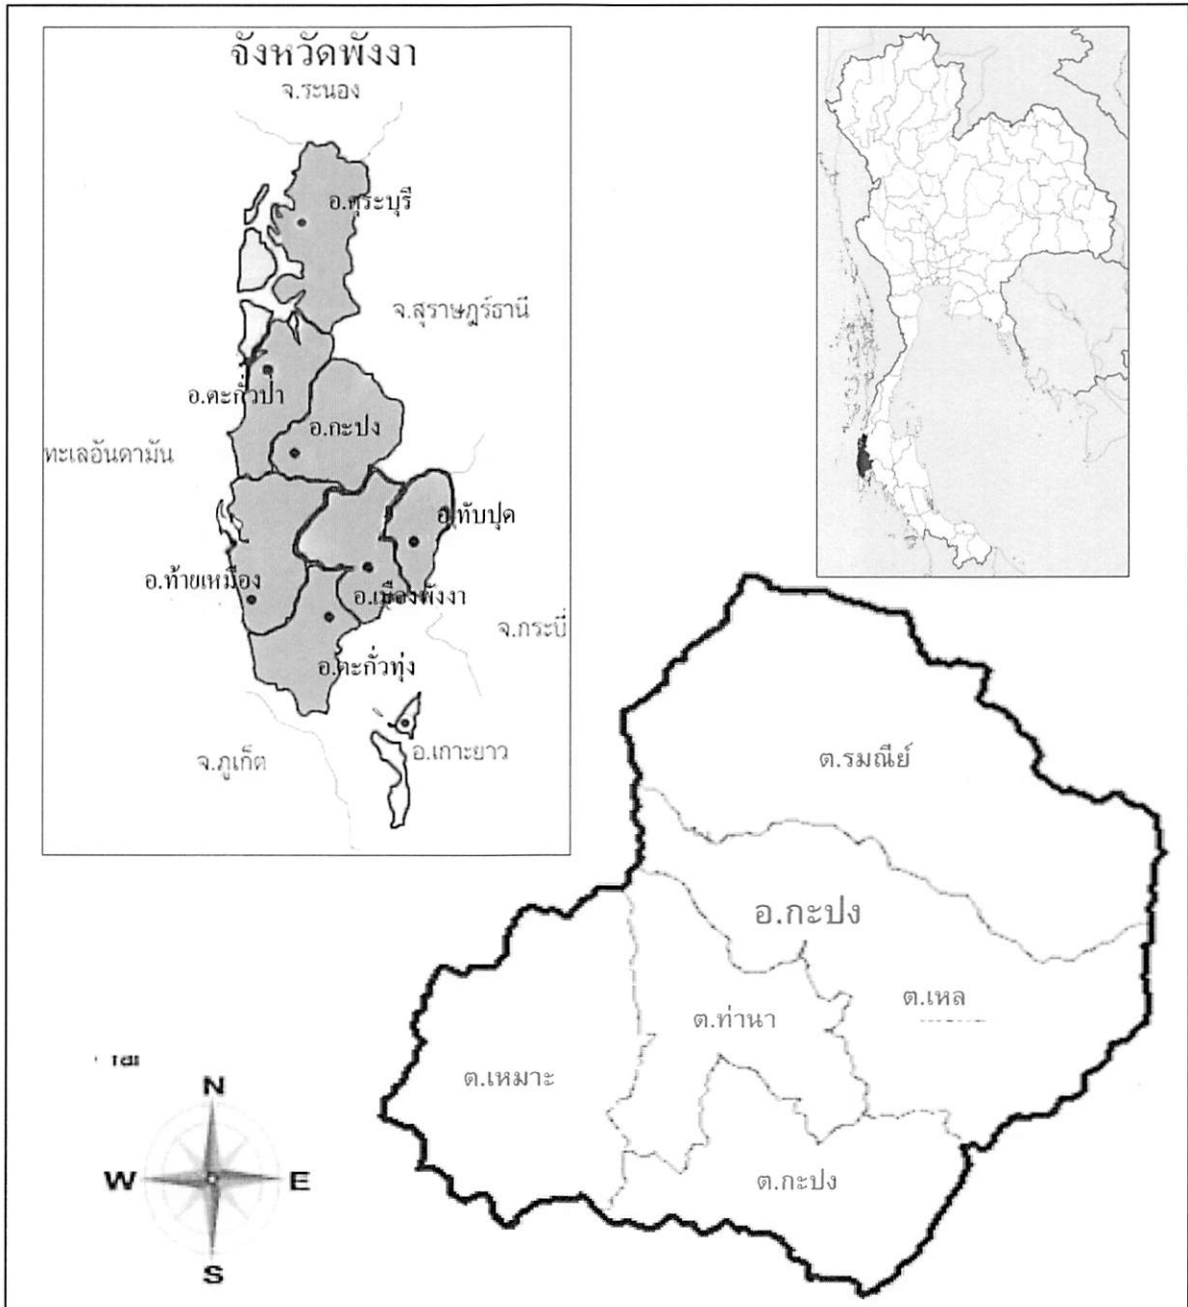 จังหวัดพังงา
จ.ระนอง
อ.คุระบุรี
จ.สุราษฎร์ธานี
อ.ตะกั่วป่า
อ.กะปง
ทะเลอันดามัน
อ.ทับปุด
อ.ท้ายเหมือง
อ.เมืองพังงา
จ.กระบี่
อ.ตะกั่วทุ่ง
จ.ภูเก็ต
อ.เกาะยาว
ต.รมณีย์
อ.กะปง
ต.เหล
ต.ท่านา
ต.เหมาะ
ต.กะปง
N
W
E
S